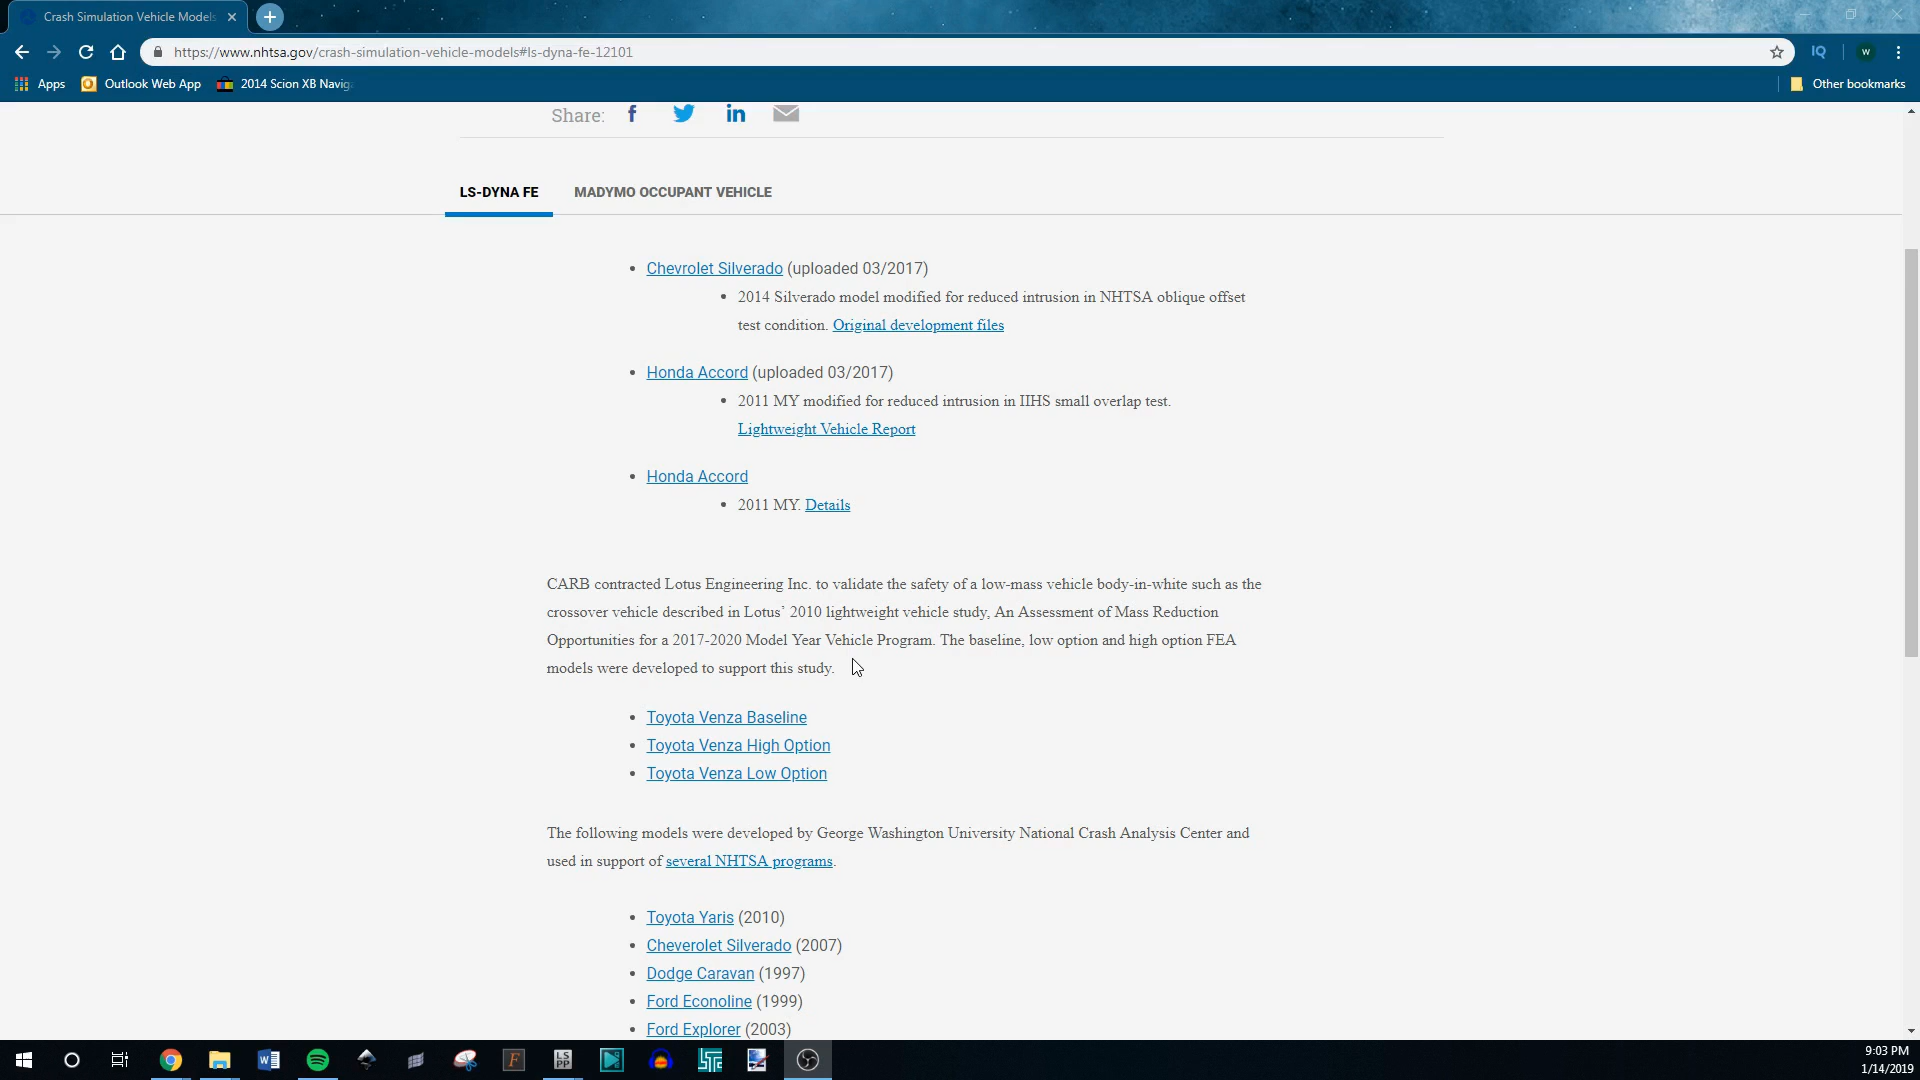 Crash Simulation Vehicle Models
https://www.nhtsa.gov/crash-simulation-vehicle-models#ls-dyna-fe-12101
IQ
W
Apps
Outlook Web App
2014 Scion XB Navig
Other bookmarks
Share:
LS-DYNA FE
MADYMO OCCUPANT VEHICLE
• Chevrolet Silverado (uploaded 03/2017)
• 2014 Silverado model modified for reduced intrusion in NHTSA oblique offset
test condition. Original development files
• Honda Accord (uploaded 03/2017)
• 2011 MY modified for reduced intrusion in IIHS small overlap test.
Lightweight Vehicle Report
• Honda Accord
• 2011 MY. Details
CARB contracted Lotus Engineering Inc. to validate the safety of a low-mass vehicle body-in-white such as the
crossover vehicle described in Lotus’ 2010 lightweight vehicle study, An Assessment of Mass Reduction
Opportunities for a 2017-2020 Model Year Vehicle Program. The baseline, low option and high option FEA
models were developed to support this study.
• Toyota Venza Baseline
• Toyota Venza High Option
• Toyota Venza Low Option
The following models were developed by George Washington University National Crash Analysis Center and
used in support of several NHTSA programs.
• Toyota Yaris (2010)
• Cheverolet Silverado (2007)
• Dodge Caravan (1997)
• Ford Econoline (1999)
• Ford Explorer (2003)
LS
PP
9:03 PM
1/14/2019